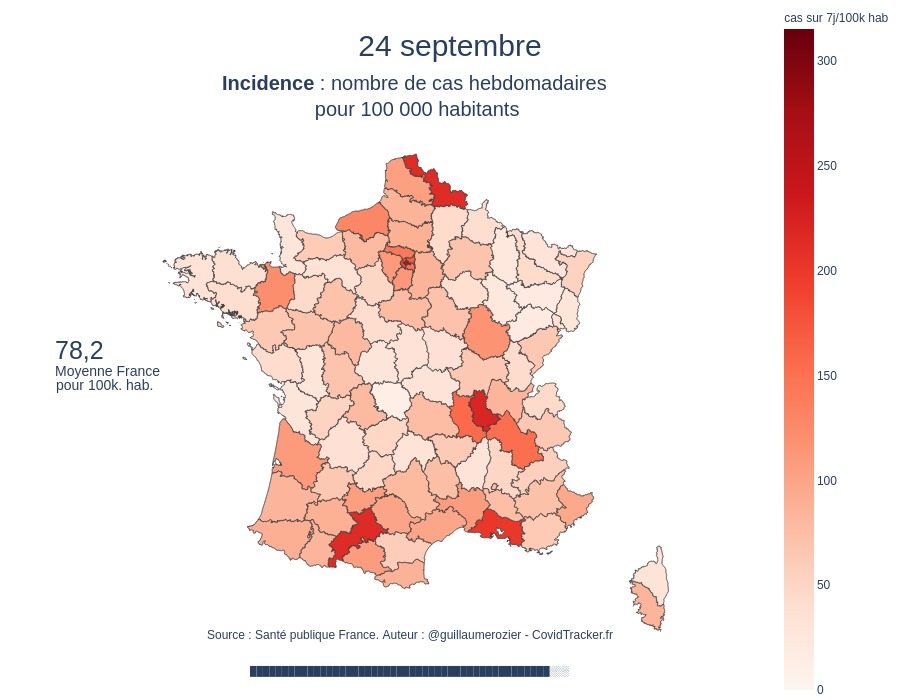 cas sur 7j/100k hab
24 septembre
Incidence : nombre de cas hebdomadaires
pour 100 000 habitants
300
250
200
150
100
50
0
78,2
Moyenne France
pour 100k. hab.
Source : Santé publique France. Auteur : @guillaumerozier - CovidTracker.fr